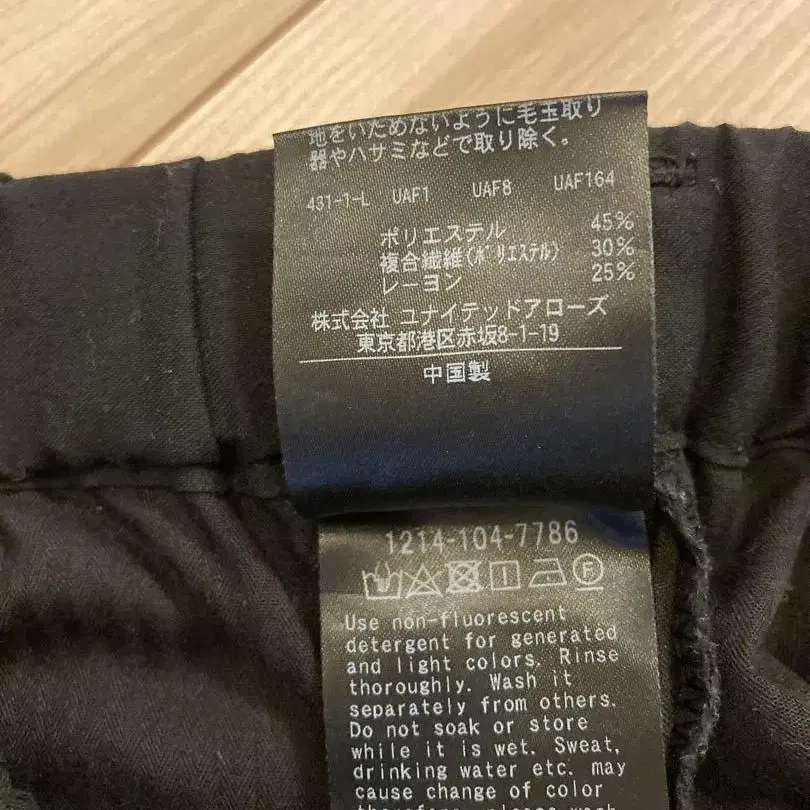 地をいためないように毛玉取り
器やハサミなどで取り除く。
431-1-L UAF1 UAF8 UAF164
ポリエステル 45%
複合繊維(ポリエステル) 30%
レーヨン 25%
株式会社 ユナイテッドアローズ
東京都港区赤坂8-1-19
中国製
1214-104-7786
Use non-fluorescent
detergent for generated
and light colors. Rinse
thoroughly. Wash it
separately from others.
Do not soak or store
while it is wet. Sweat,
drinking water etc. may
cause change of color
therefore, please wash